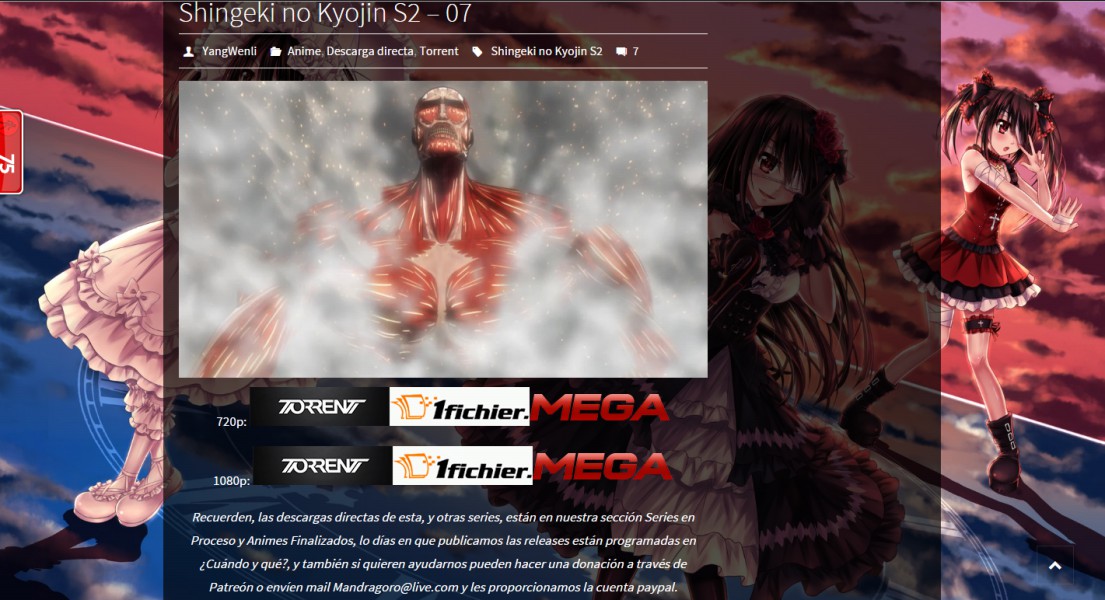 Shingeki no Kyojin S2 – 07
YangWenli Anime, Descarga directa, Torrent Shingeki no Kyojin S2 7
75
720p: TORRENT 1fichier. MEGA
1080p: TORRENT 1fichier. MEGA
Recuerden, las descargas directas de esta, y otras series, están en nuestra sección Series en
Proceso y Animes Finalizados, lo días en que publicamos las releases están programadas en
¿Cuándo y qué?, y también si quieren ayudarnos pueden hacer una donación a través de
Patreón o envíen mail Mandragoro@live.com y les proporcionamos la cuenta paypal.